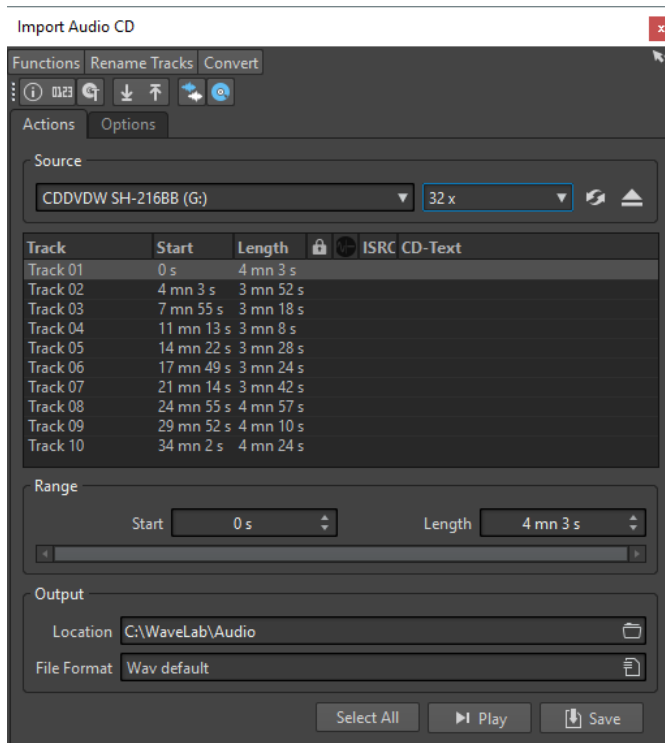 Import Audio CD
x
Functions Rename Tracks Convert
0123
Actions Options
Source
CDDVDW SH-216BB (G:) 32 x
Track Start Length ISRC CD-Text
Track 01 0 s 4 mn 3 s
Track 02 4 mn 3 s 3 mn 52 s
Track 03 7 mn 55 s 3 mn 18 s
Track 04 11 mn 13 s 3 mn 8 s
Track 05 14 mn 22 s 3 mn 28 s
Track 06 17 mn 49 s 3 mn 24 s
Track 07 21 mn 14 s 3 mn 42 s
Track 08 24 mn 55 s 4 mn 57 s
Track 09 29 mn 52 s 4 mn 10 s
Track 10 34 mn 2 s 4 mn 24 s
Range
Start 0 s Length 4 mn 3 s
Output
Location C:\WaveLab\Audio
File Format Wav default
Select All Play Save